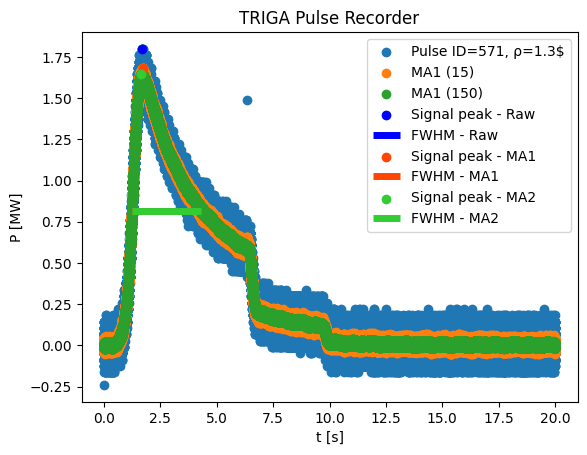 TRIGA Pulse Recorder
Pulse ID=571, ρ=1.3$
MA1 (15)
MA1 (150)
Signal peak - Raw
FWHM - Raw
Signal peak - MA1
FWHM - MA1
Signal peak - MA2
FWHM - MA2
P [MW]
1.75
1.50
1.25
1.00
0.75
0.50
0.25
0.00
−0.25
0.0 2.5 5.0 7.5 10.0 12.5 15.0 17.5 20.0
t [s]